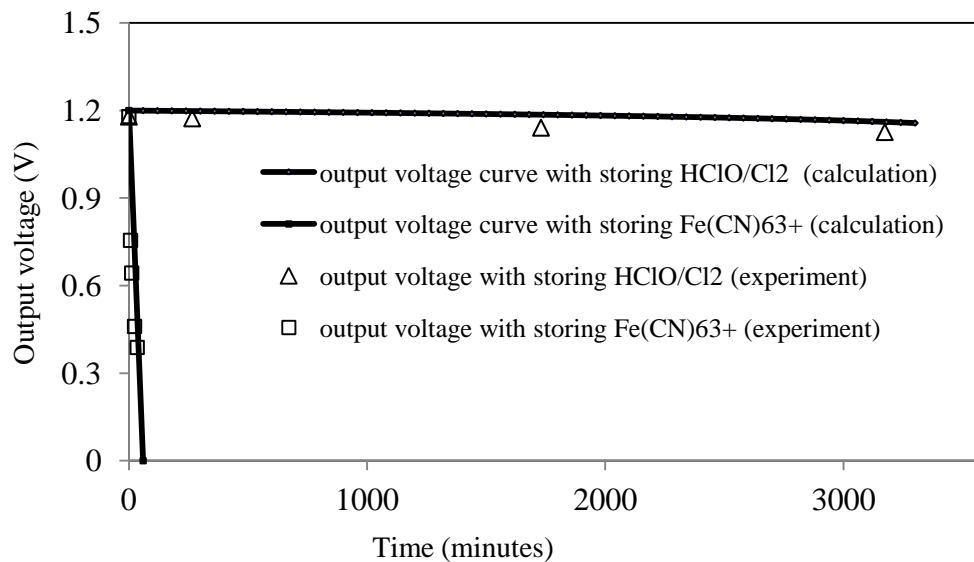 1.5
1.2
0.9
0.6
0.3
0
Output voltage (V)
output voltage curve with storing HClO/Cl2 (calculation)
output voltage curve with storing Fe(CN)63+ (calculation)
output voltage with storing HClO/Cl2 (experiment)
output voltage with storing Fe(CN)63+ (experiment)
0 1000 2000 3000
Time (minutes)